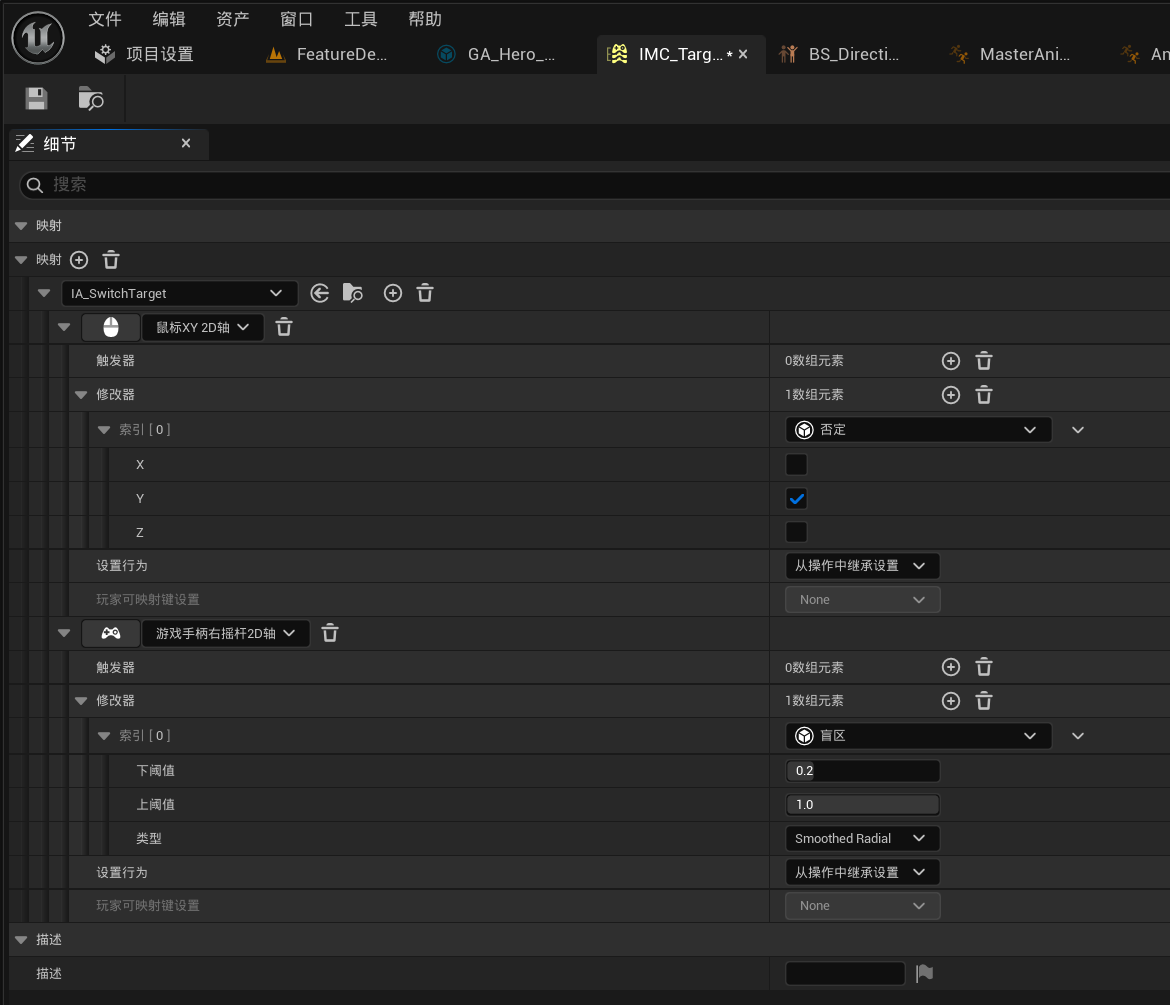 文件 编辑 资产 窗口 工具 帮助
项目设置 FeatureDe... GA_Hero_... IMC_Targ...* BS_Directi... MasterAni... An
细节
搜索
映射
映射
IA_SwitchTarget
鼠标XY 2D轴
触发器 0数组元素
修改器 1数组元素
索引 [ 0 ] 否定
X
Y
Z
设置行为 从操作中继承设置
玩家可映射键设置 None
游戏手柄右摇杆2D轴
触发器 0数组元素
修改器 1数组元素
索引 [ 0 ] 盲区
下阈值 0.2
上阈值 1.0
类型 Smoothed Radial
设置行为 从操作中继承设置
玩家可映射键设置 None
描述
描述